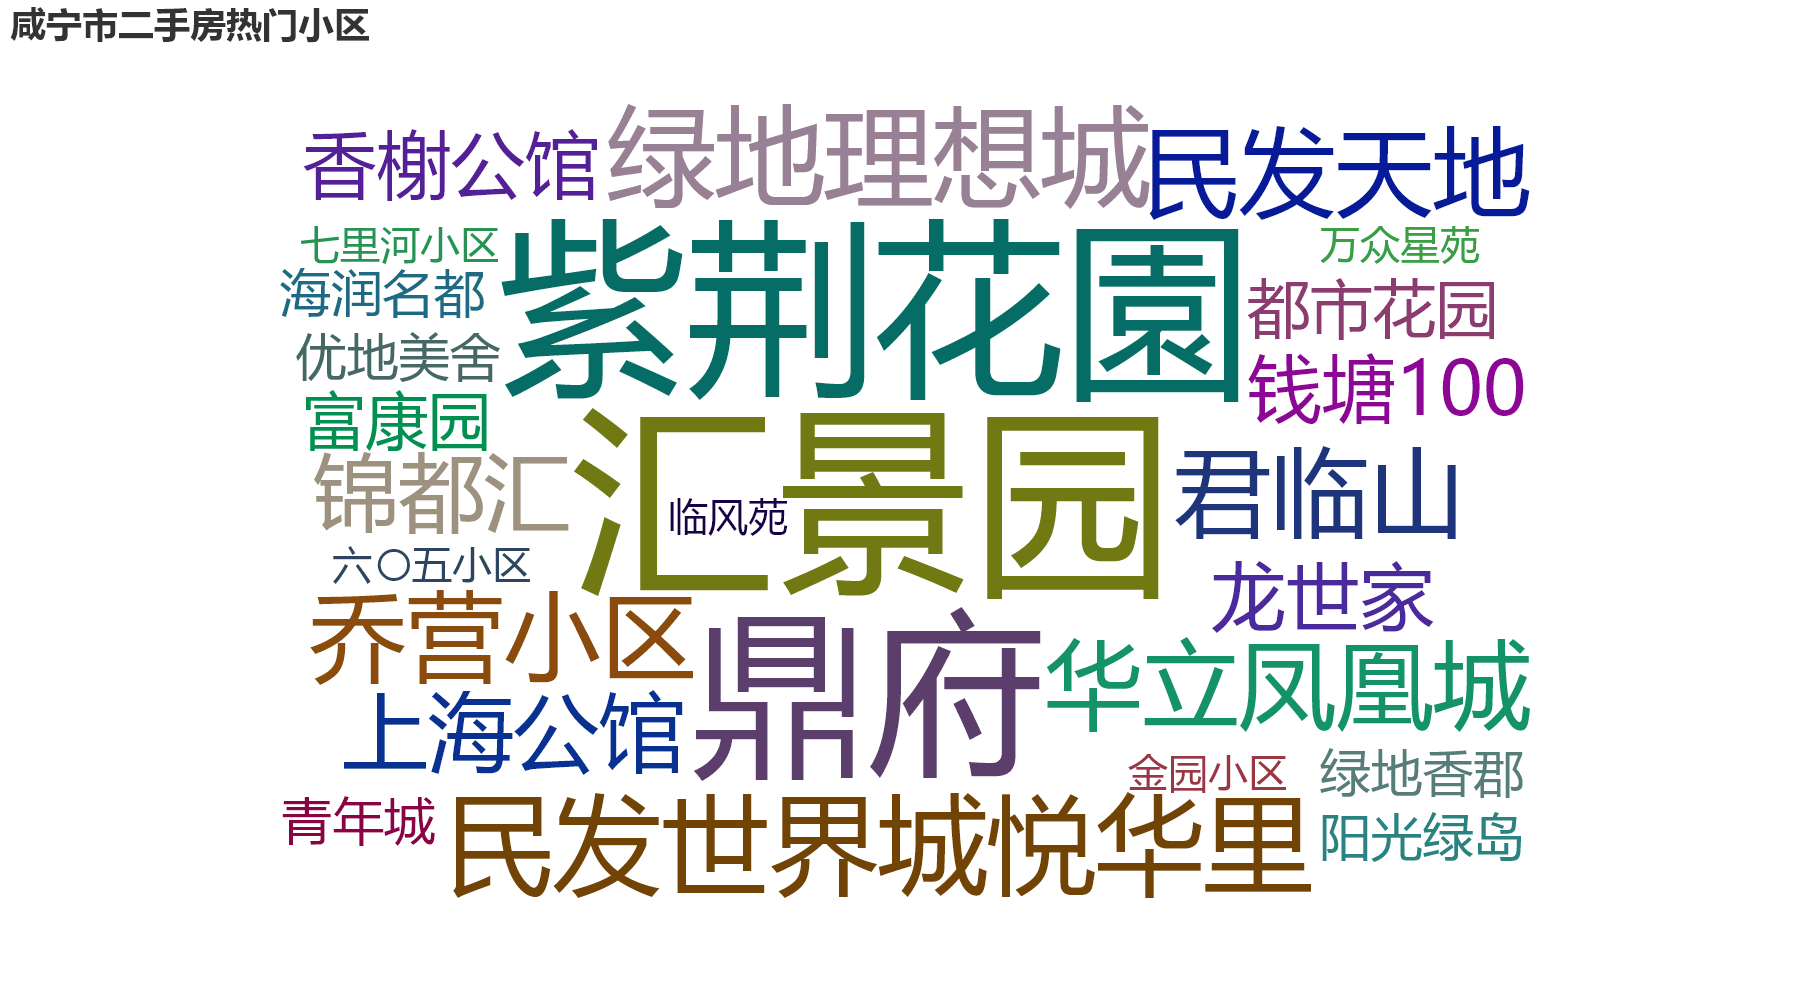 咸宁市二手房热门小区
香榭公馆
绿地理想城
民发天地
七里河小区
紫荆花園
万众星苑
海润名都
都市花园
优地美舍
钱塘100
富康园
汇景园
锦都汇
君临山
临风苑
六〇五小区
龙世家
乔营小区
鼎府
华立凤凰城
上海公馆
金园小区
绿地香郡
青年城
民发世界城悦华里
阳光绿岛